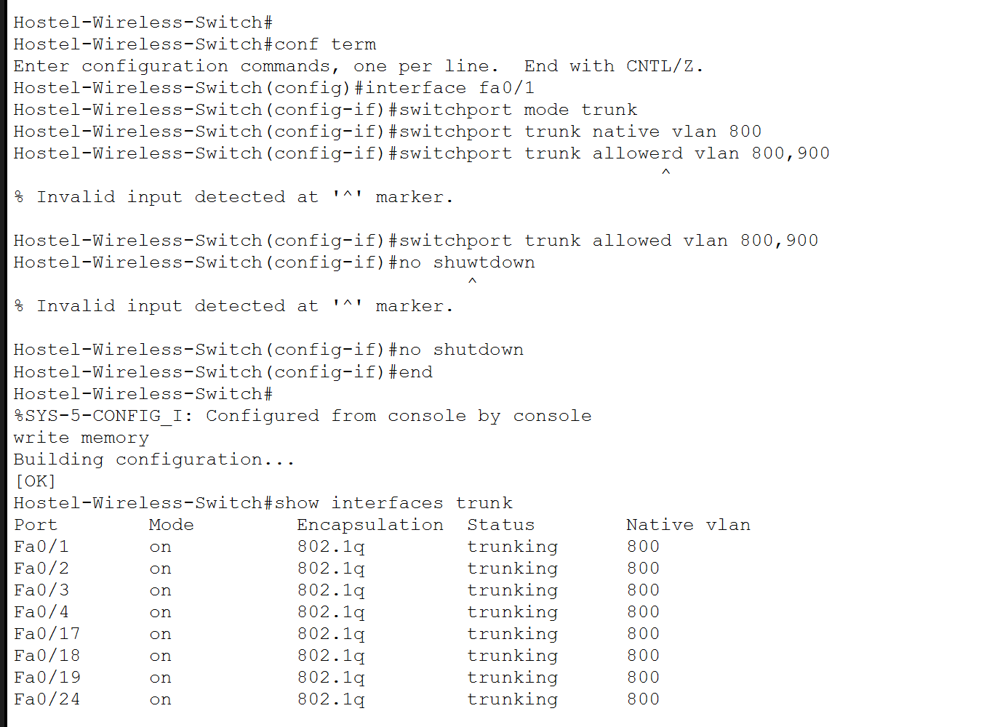 Hostel-Wireless-Switch#
Hostel-Wireless-Switch#conf term
Enter configuration commands, one per line.  End with CNTL/Z.
Hostel-Wireless-Switch(config)#interface fa0/1
Hostel-Wireless-Switch(config-if)#switchport mode trunk
Hostel-Wireless-Switch(config-if)#switchport trunk native vlan 800
Hostel-Wireless-Switch(config-if)#switchport trunk allowerd vlan 800,900
^
% Invalid input detected at '^' marker.
Hostel-Wireless-Switch(config-if)#switchport trunk allowed vlan 800,900
Hostel-Wireless-Switch(config-if)#no shuwtdown
^
% Invalid input detected at '^' marker.
Hostel-Wireless-Switch(config-if)#no shutdown
Hostel-Wireless-Switch(config-if)#end
Hostel-Wireless-Switch#
%SYS-5-CONFIG_I: Configured from console by console
write memory
Building configuration...
[OK]
Hostel-Wireless-Switch#show interfaces trunk
Port        Mode         Encapsulation  Status        Native vlan
Fa0/1       on           802.1q         trunking      800
Fa0/2       on           802.1q         trunking      800
Fa0/3       on           802.1q         trunking      800
Fa0/4       on           802.1q         trunking      800
Fa0/17      on           802.1q         trunking      800
Fa0/18      on           802.1q         trunking      800
Fa0/19      on           802.1q         trunking      800
Fa0/24      on           802.1q         trunking      800